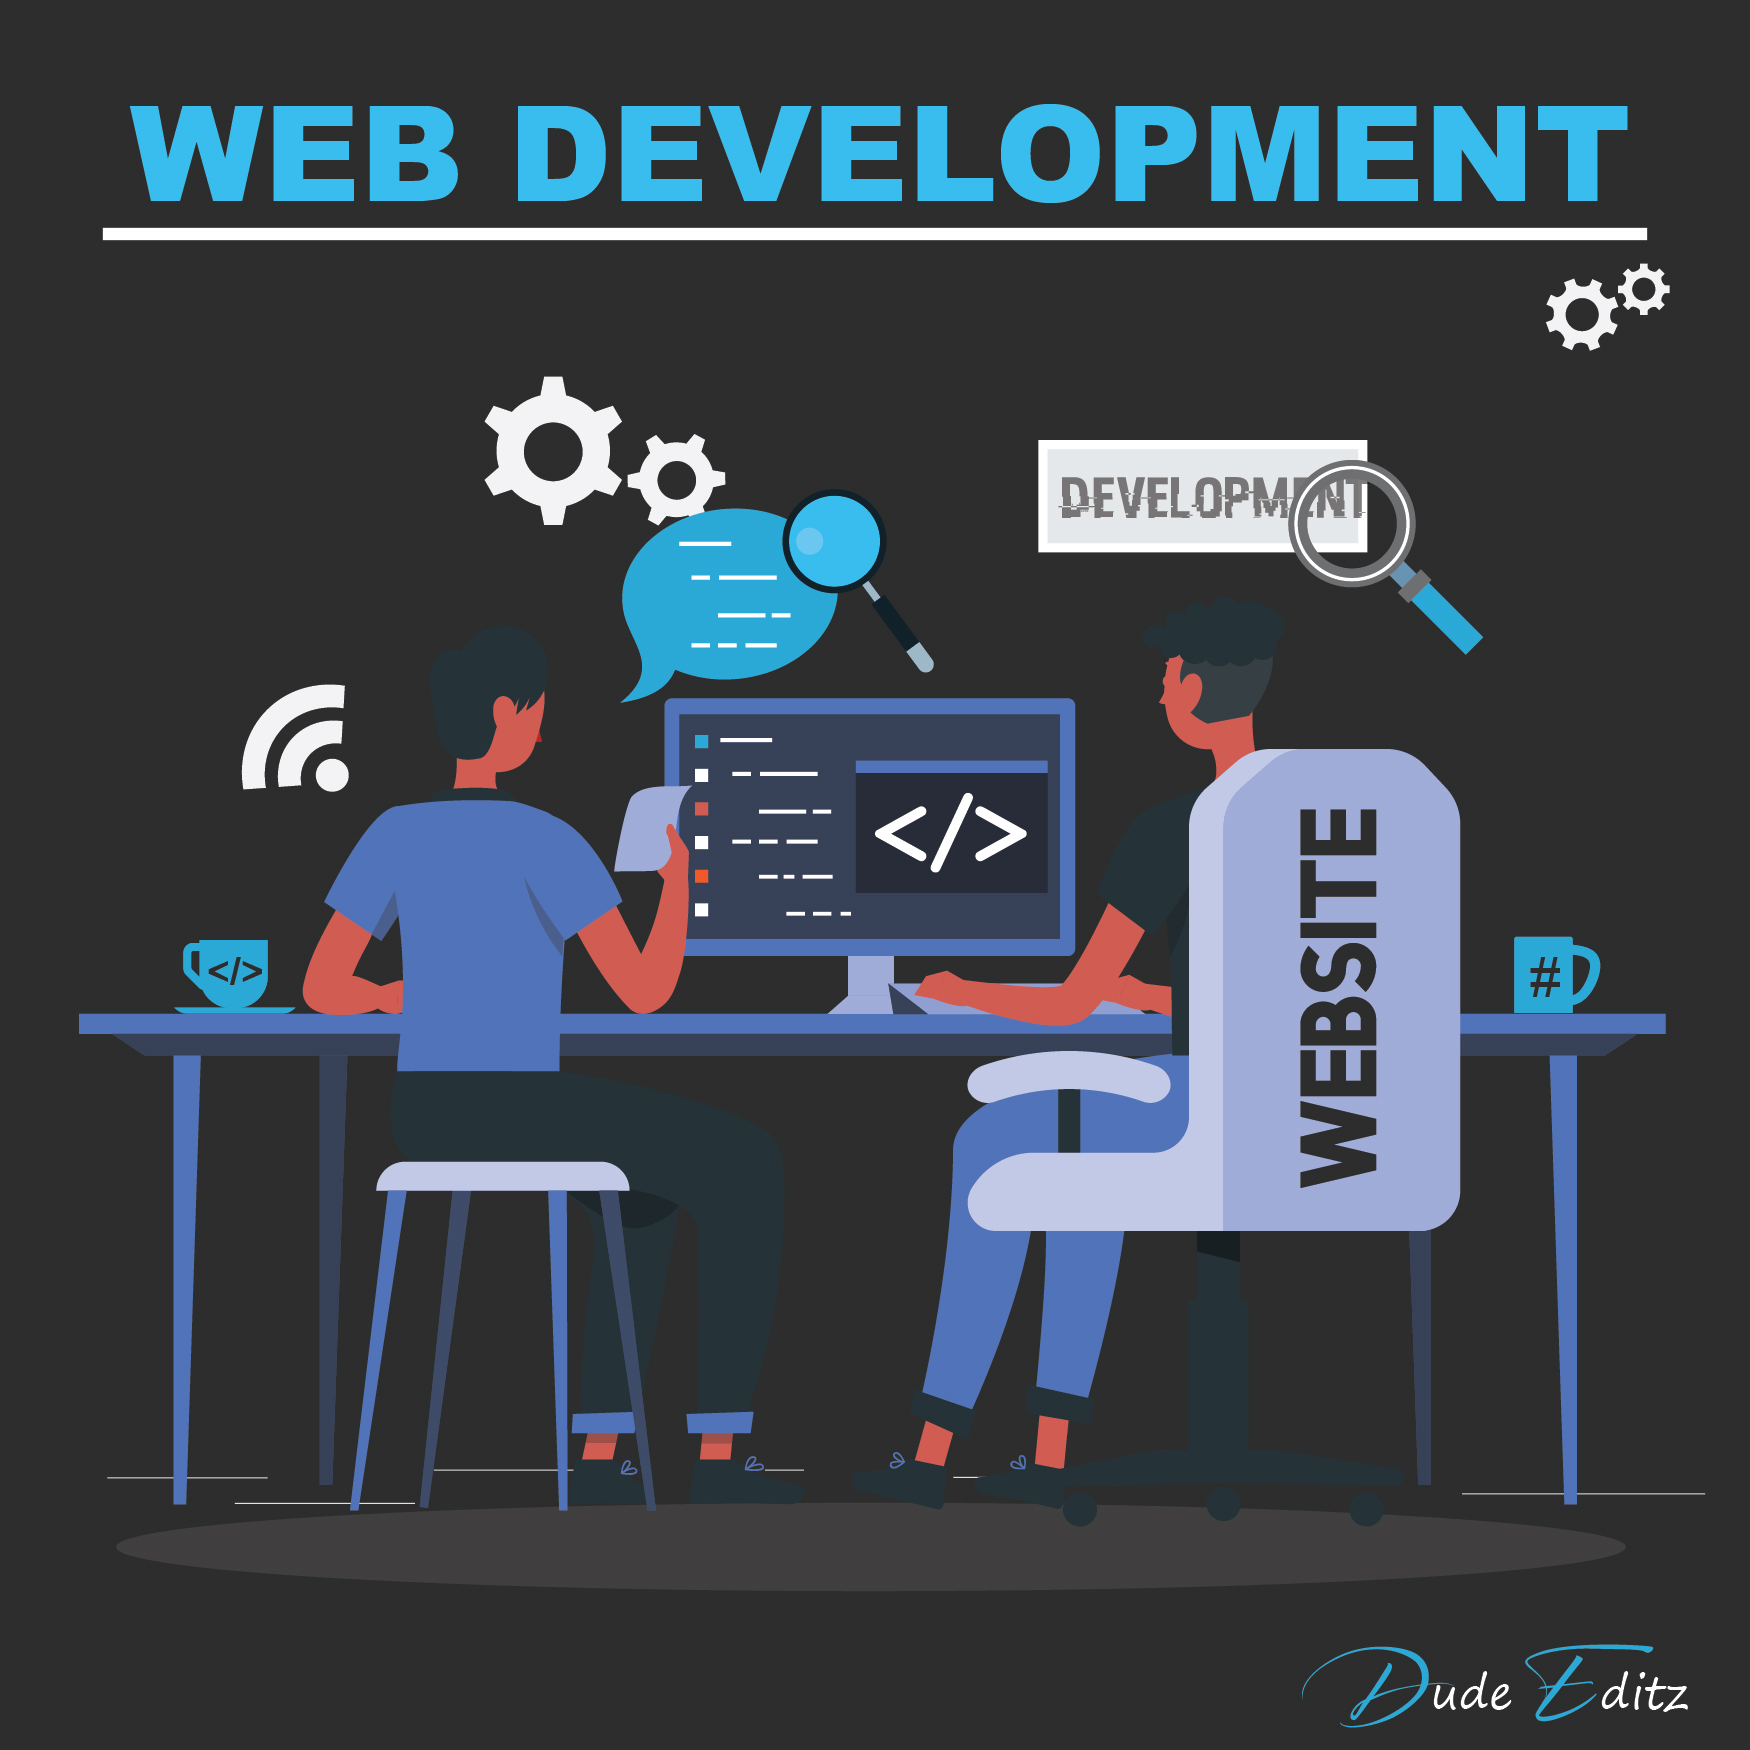 WEB DEVELOPMENT
DEVELOPMENT
</>
</>
#
WEBSITE
Dude Editz